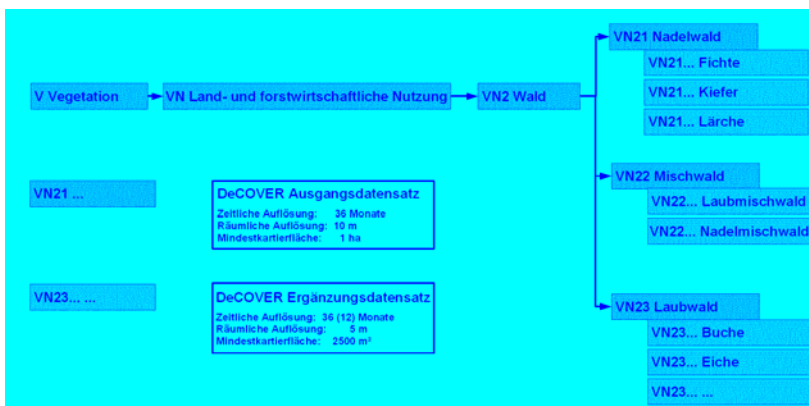 V Vegetation
VN Land- und forstwirtschaftliche Nutzung
VN2 Wald
VN21 Nadelwald
VN21... Fichte
VN21... Kiefer
VN21... Lärche
VN22 Mischwald
VN22... Laubmischwald
VN22... Nadelmischwald
VN23 Laubwald
VN23... Buche
VN23... Eiche
VN23... ...
VN21 ...
DeCOVER Ausgangsdatensatz
Zeitliche Auflösung: 36 Monate
Räumliche Auflösung: 10 m
Mindestkartierfläche: 1 ha
VN23... ...
DeCOVER Ergänzungsdatensatz
Zeitliche Auflösung: 36 (12) Monate
Räumliche Auflösung: 5 m
Mindestkartierfläche: 2500 m²